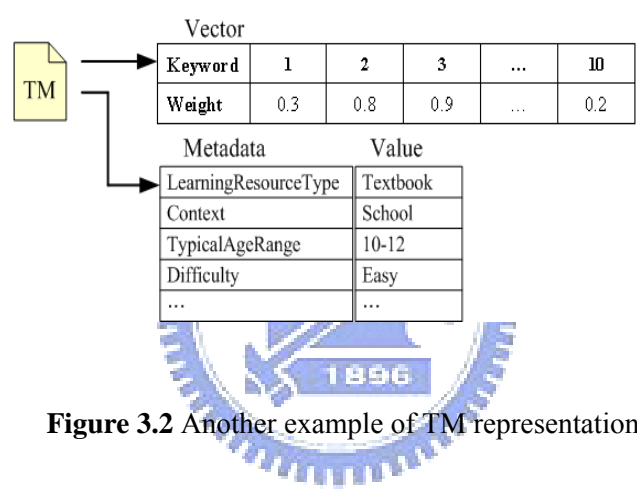 Vector
TM
Keyword 1 2 3 ... 10
Weight 0.3 0.8 0.9 ... 0.2
Metadata Value
LearningResourceType Textbook
Context School
TypicalAgeRange 10-12
Difficulty Easy
... ...
1896
Figure 3.2 Another example of TM representation